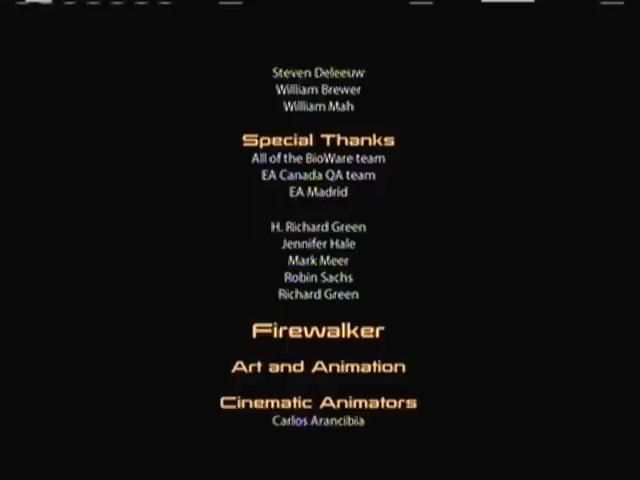 Steven Deleeuw
William Brewer
William Mah
Special Thanks
All of the BioWare team
EA Canada QA team
EA Madrid
H. Richard Green
Jennifer Hale
Mark Meer
Robin Sachs
Richard Green
Firewalker
Art and Animation
Cinematic Animators
Carlos Arancibia